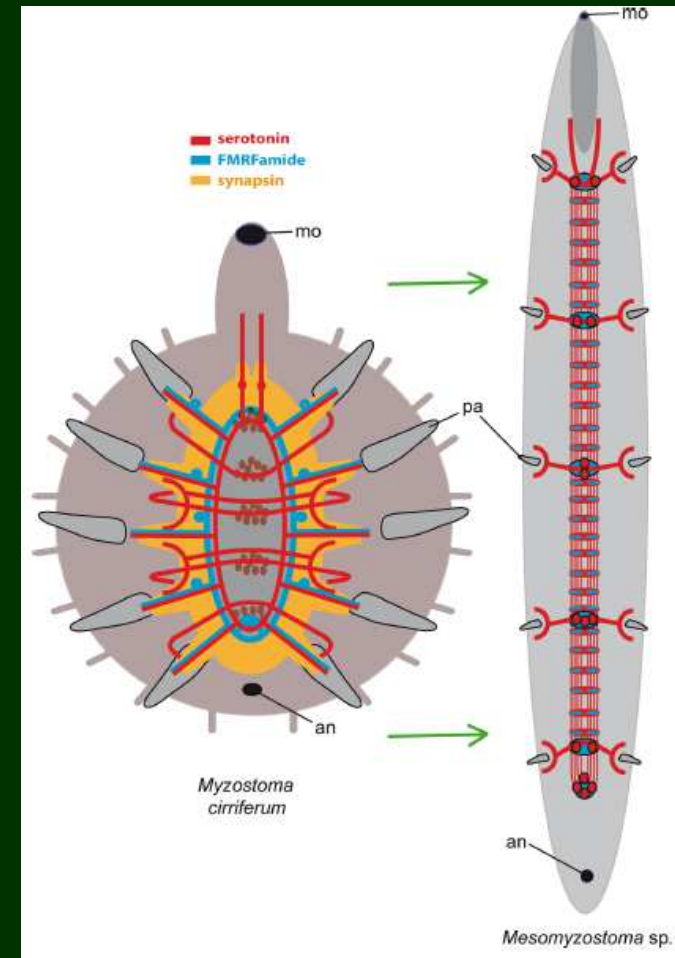 mo
serotonin
FMRFamide
synapsin
mo
pa
an
Myzostoma
cirriferum
an
Mesomyzostoma sp.